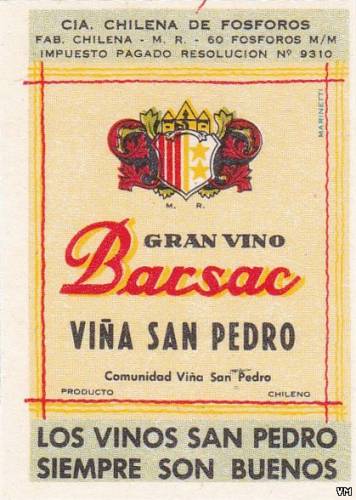 CIA. CHILENA DE FOSFOROS
FAB. CHILENA - M. R. - 60 FOSFOROS M/M
IMPUESTO PAGADO RESOLUCION Nº 9310
MARINETTI
M. R.
GRAN VINO
Barsac
VIÑA SAN PEDRO
Comunidad Viña San Pedro
PRODUCTO CHILENO
LOS VINOS SAN PEDRO
SIEMPRE SON BUENOS
VM